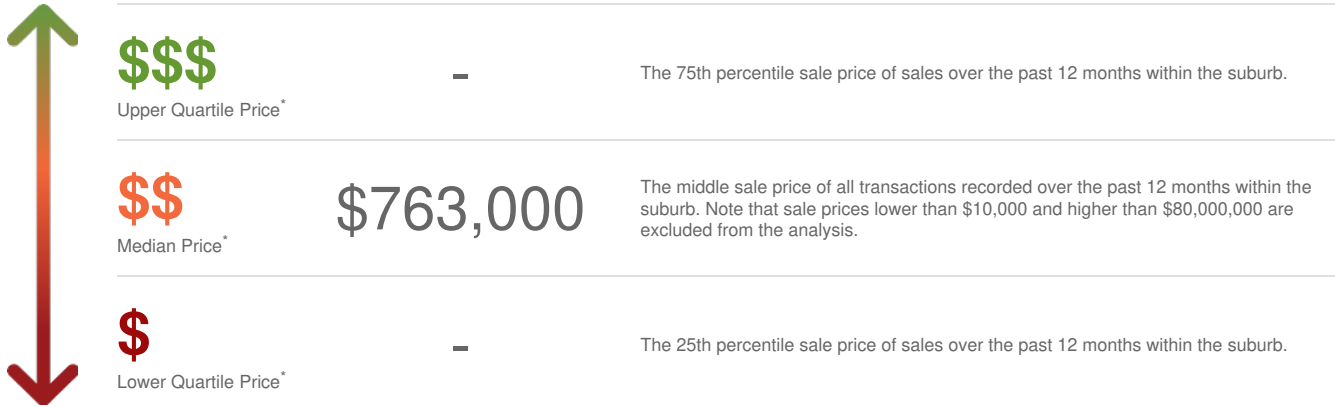 $$$
Upper Quartile Price*
-
The 75th percentile sale price of sales over the past 12 months within the suburb.
$$
Median Price*
$763,000
The middle sale price of all transactions recorded over the past 12 months within the
suburb. Note that sale prices lower than $10,000 and higher than $80,000,000 are
excluded from the analysis.
$
Lower Quartile Price*
-
The 25th percentile sale price of sales over the past 12 months within the suburb.